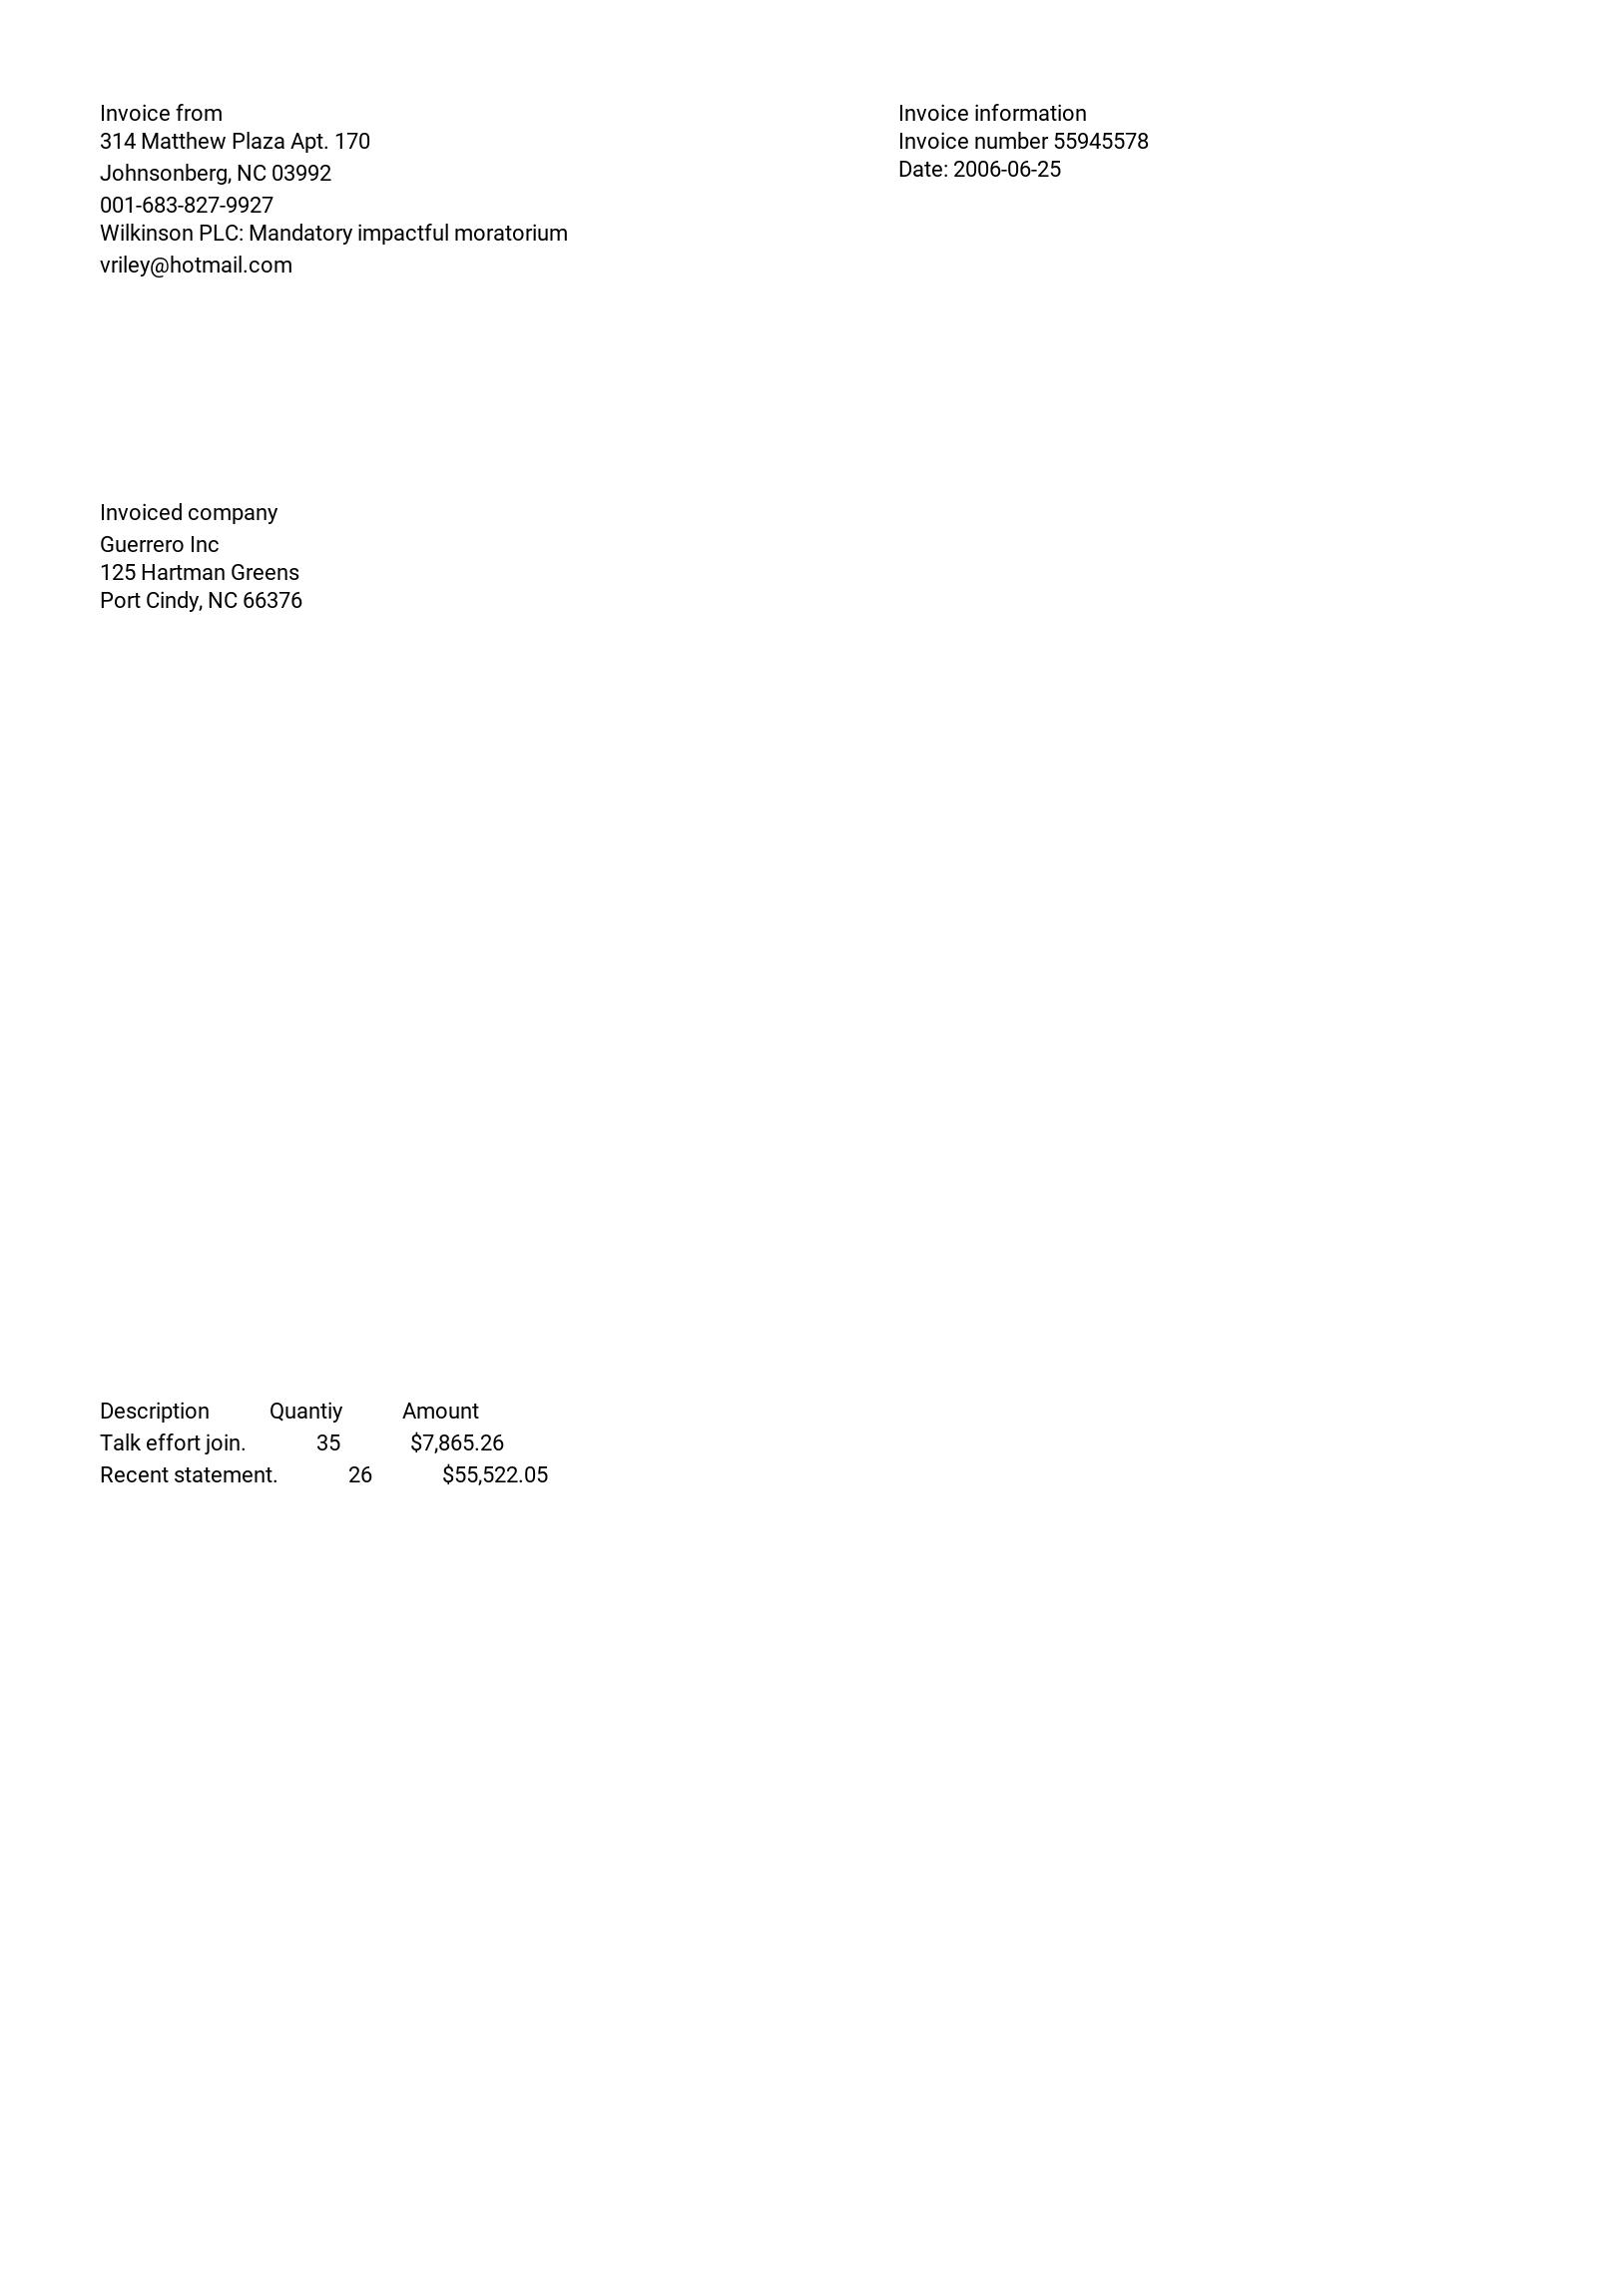 Invoice from
314 Matthew Plaza Apt. 170
Johnsonberg, NC 03992
001-683-827-9927
Wilkinson PLC: Mandatory impactful moratorium
vriley@hotmail.com
Invoice information
Invoice number 55945578
Date: 2006-06-25
Invoiced company
Guerrero Inc
125 Hartman Greens
Port Cindy, NC 66376
Description Quantiy Amount
Talk effort join. 35 $7,865.26
Recent statement. 26 $55,522.05